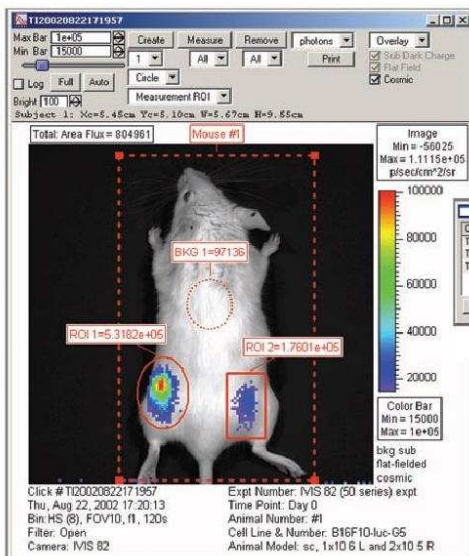 TI20020822171957
Max Bar 1e+05
Min Bar 15000
Create Measure Remove photons Overlay
1 All All Print
Sub Dark Charge
Flat Field
Cosmic
Log Full Auto
Circle
Bright 100
Measurement ROI
Subject 1: Xc=5.45cm Yc=5.10cm W=5.67cm H=9.55cm
Total: Area Flux = 804961
Mouse #1
Image
Min = -56025
Max = 1.1115e+05
p/sec/cm^2/sr
BKG 1=97136
ROI 1=5.3182e+05
ROI 2=1.7601e+05
100000
80000
60000
40000
20000
Color Bar
Min = 15000
Max = 1e+05
bkg sub
flat-fielded
cosmic
Click # TI20020822171957
Thu, Aug 22, 2002 17:20:13
Bin: HS (8), FOV10, f1, 120s
Filter: Open
Camera: IVIS 82
Expt Number: IVIS 82 (50 series) expt
Time Point: Day 0
Animal Number: #1
Cell Line & Number: B16F10-luc-G5
Animal Model: sc, 1x10 6 L and 2x10 5 R